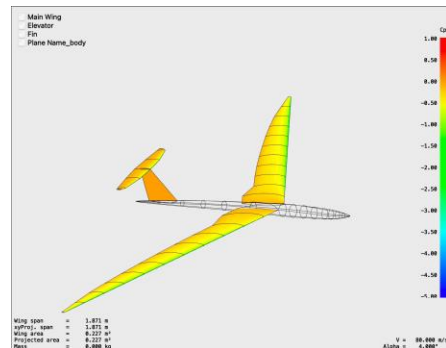 Main Wing
Elevator
Fin
Plane Name_body
Cp
1.00
0.50
0.00
-0.50
-1.00
-1.50
-2.00
-2.50
-3.00
-3.50
-4.00
-4.50
-5.00
Wing span = 1.871 m
xyProj. span = 1.871 m
Wing area = 0.227 m²
Projected area = 0.227 m²
Mass = 0.000 kg
V = 80.000 m/s
Alpha = 4.000°